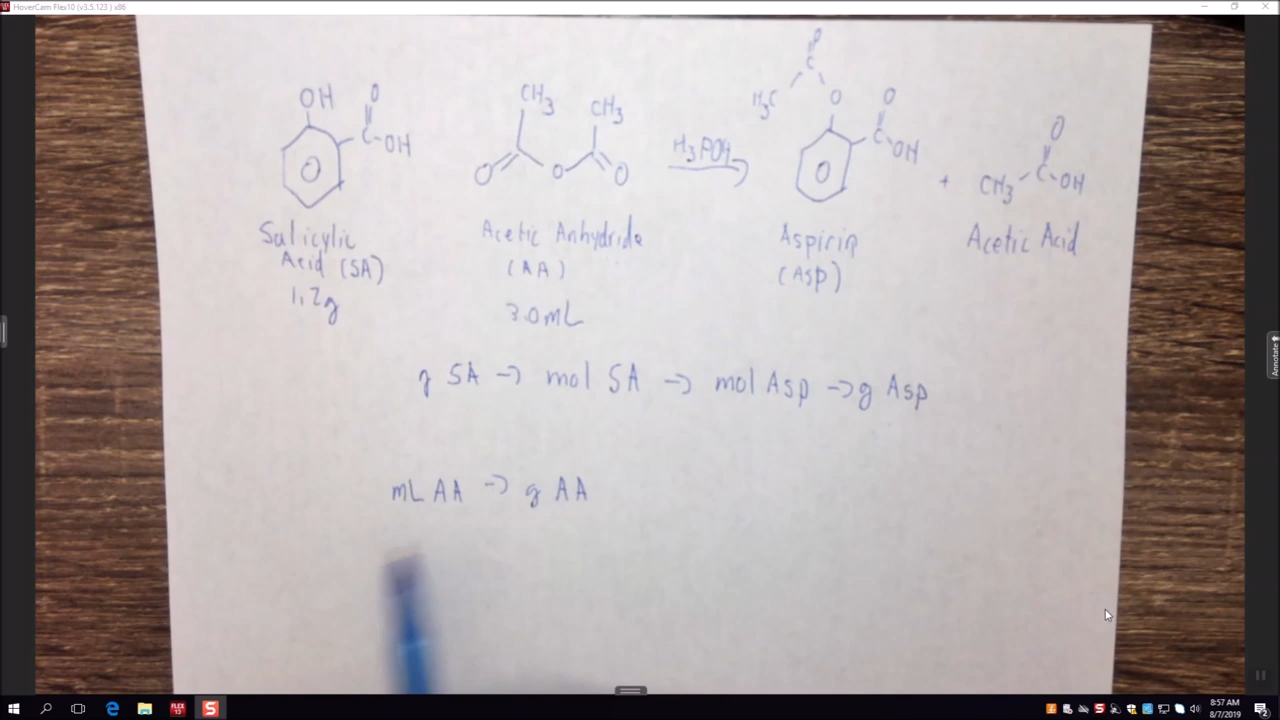 HoverCam Flex10 (v3.5.123) x86
OH
O
C-OH
Salicylic
Acid (SA)
1.2g
CH3
CH3
O
O
O
Acetic Anhydride
(AA)
3.0mL
H3PO4
O
C
H3C
O
O
C
OH
Aspirin
(Asp)
+
O
CH3
C
OH
Acetic Acid
g SA → mol SA → mol Asp → g Asp
mL AA → g AA
Annotate
8:57 AM
8/7/2019